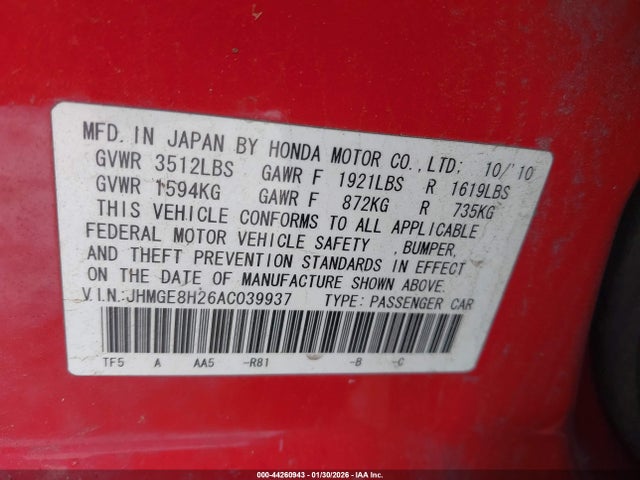 MFD. IN JAPAN BY HONDA MOTOR CO., LTD: 10/'10
GVWR 3512LBS GAWR F 1921LBS R 1619LBS
GVWR 1594KG GAWR F 872KG R 735KG
THIS VEHICLE CONFORMS TO ALL APPLICABLE
FEDERAL MOTOR VEHICLE SAFETY , BUMPER,
AND THEFT PREVENTION STANDARDS IN EFFECT
ON THE DATE OF MANUFACTURE SHOWN ABOVE.
V.I.N:JHMGE8H26AC039937 TYPE: PASSENGER CAR
TF5 A AA5 -R81 -B -C
000-44260943 - 01/30/2026 - IAA Inc.